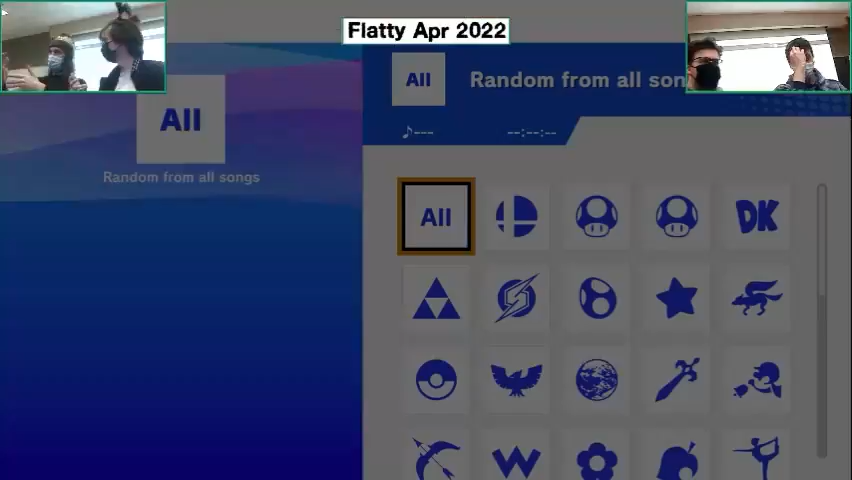 Flatty Apr 2022
All
Random from all songs
All
Random from all son
♪---
--:--:--
All
DK
W